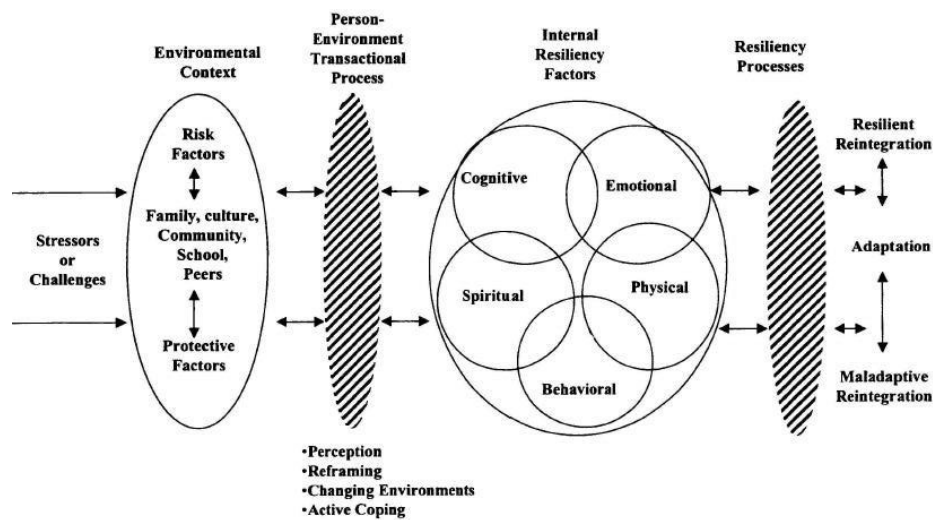 Environmental
Context
Person-
Environment
Transactional
Process
Internal
Resiliency
Factors
Resiliency
Processes
Stressors
or
Challenges
Risk
Factors
Family, culture,
Community,
School,
Peers
Protective
Factors
•Perception
•Reframing
•Changing Environments
•Active Coping
Cognitive
Emotional
Spiritual
Physical
Behavioral
Resilient
Reintegration
Adaptation
Maladaptive
Reintegration